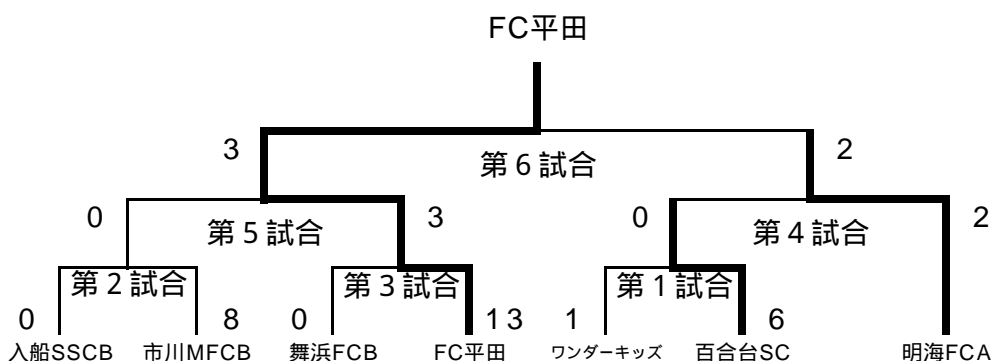 FC平田
3 2
第6試合
0 3 0 2
第5試合 第4試合
第2試合 第3試合 第1試合
0 8 0 13 1 6
入船SSCB 市川MFCB 舞浜FCB FC平田 ワンダーキッズ 百合台SC 明海FCA